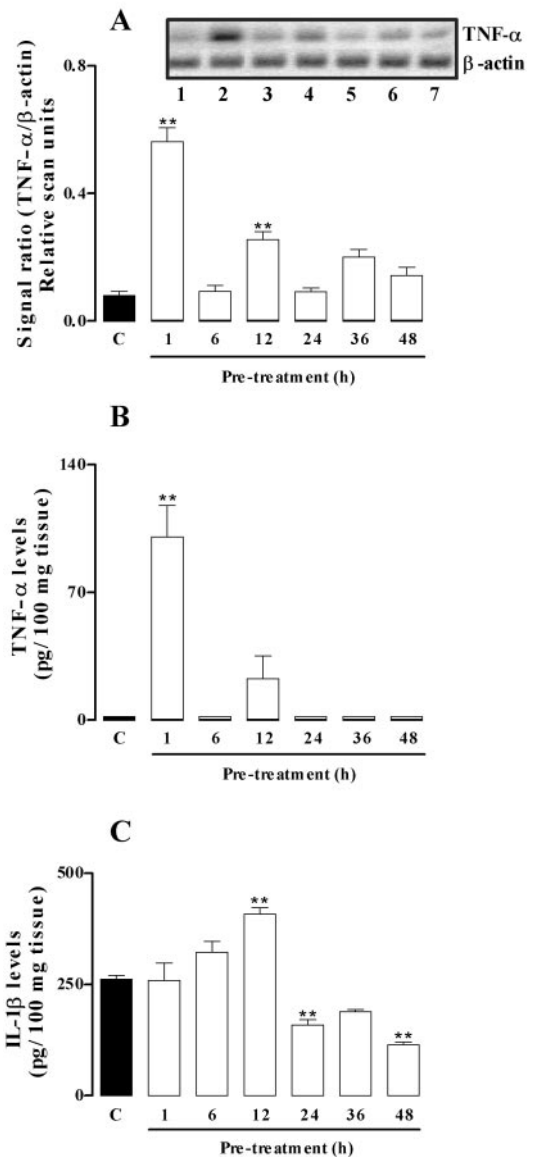 A
TNF-α
β-actin
1 2 3 4 5 6 7
Signal ratio (TNF-α/β-actin)
Relative scan units
0.8
0.4
0.0
**
**
C 1 6 12 24 36 48
Pre-treatment (h)
B
TNF-α levels
(pg/100 mg tissue)
140
70
0
**
C 1 6 12 24 36 48
Pre-treatment (h)
C
IL-1β levels
(pg/100 mg tissue)
500
250
0
**
**
**
C 1 6 12 24 36 48
Pre-treatment (h)